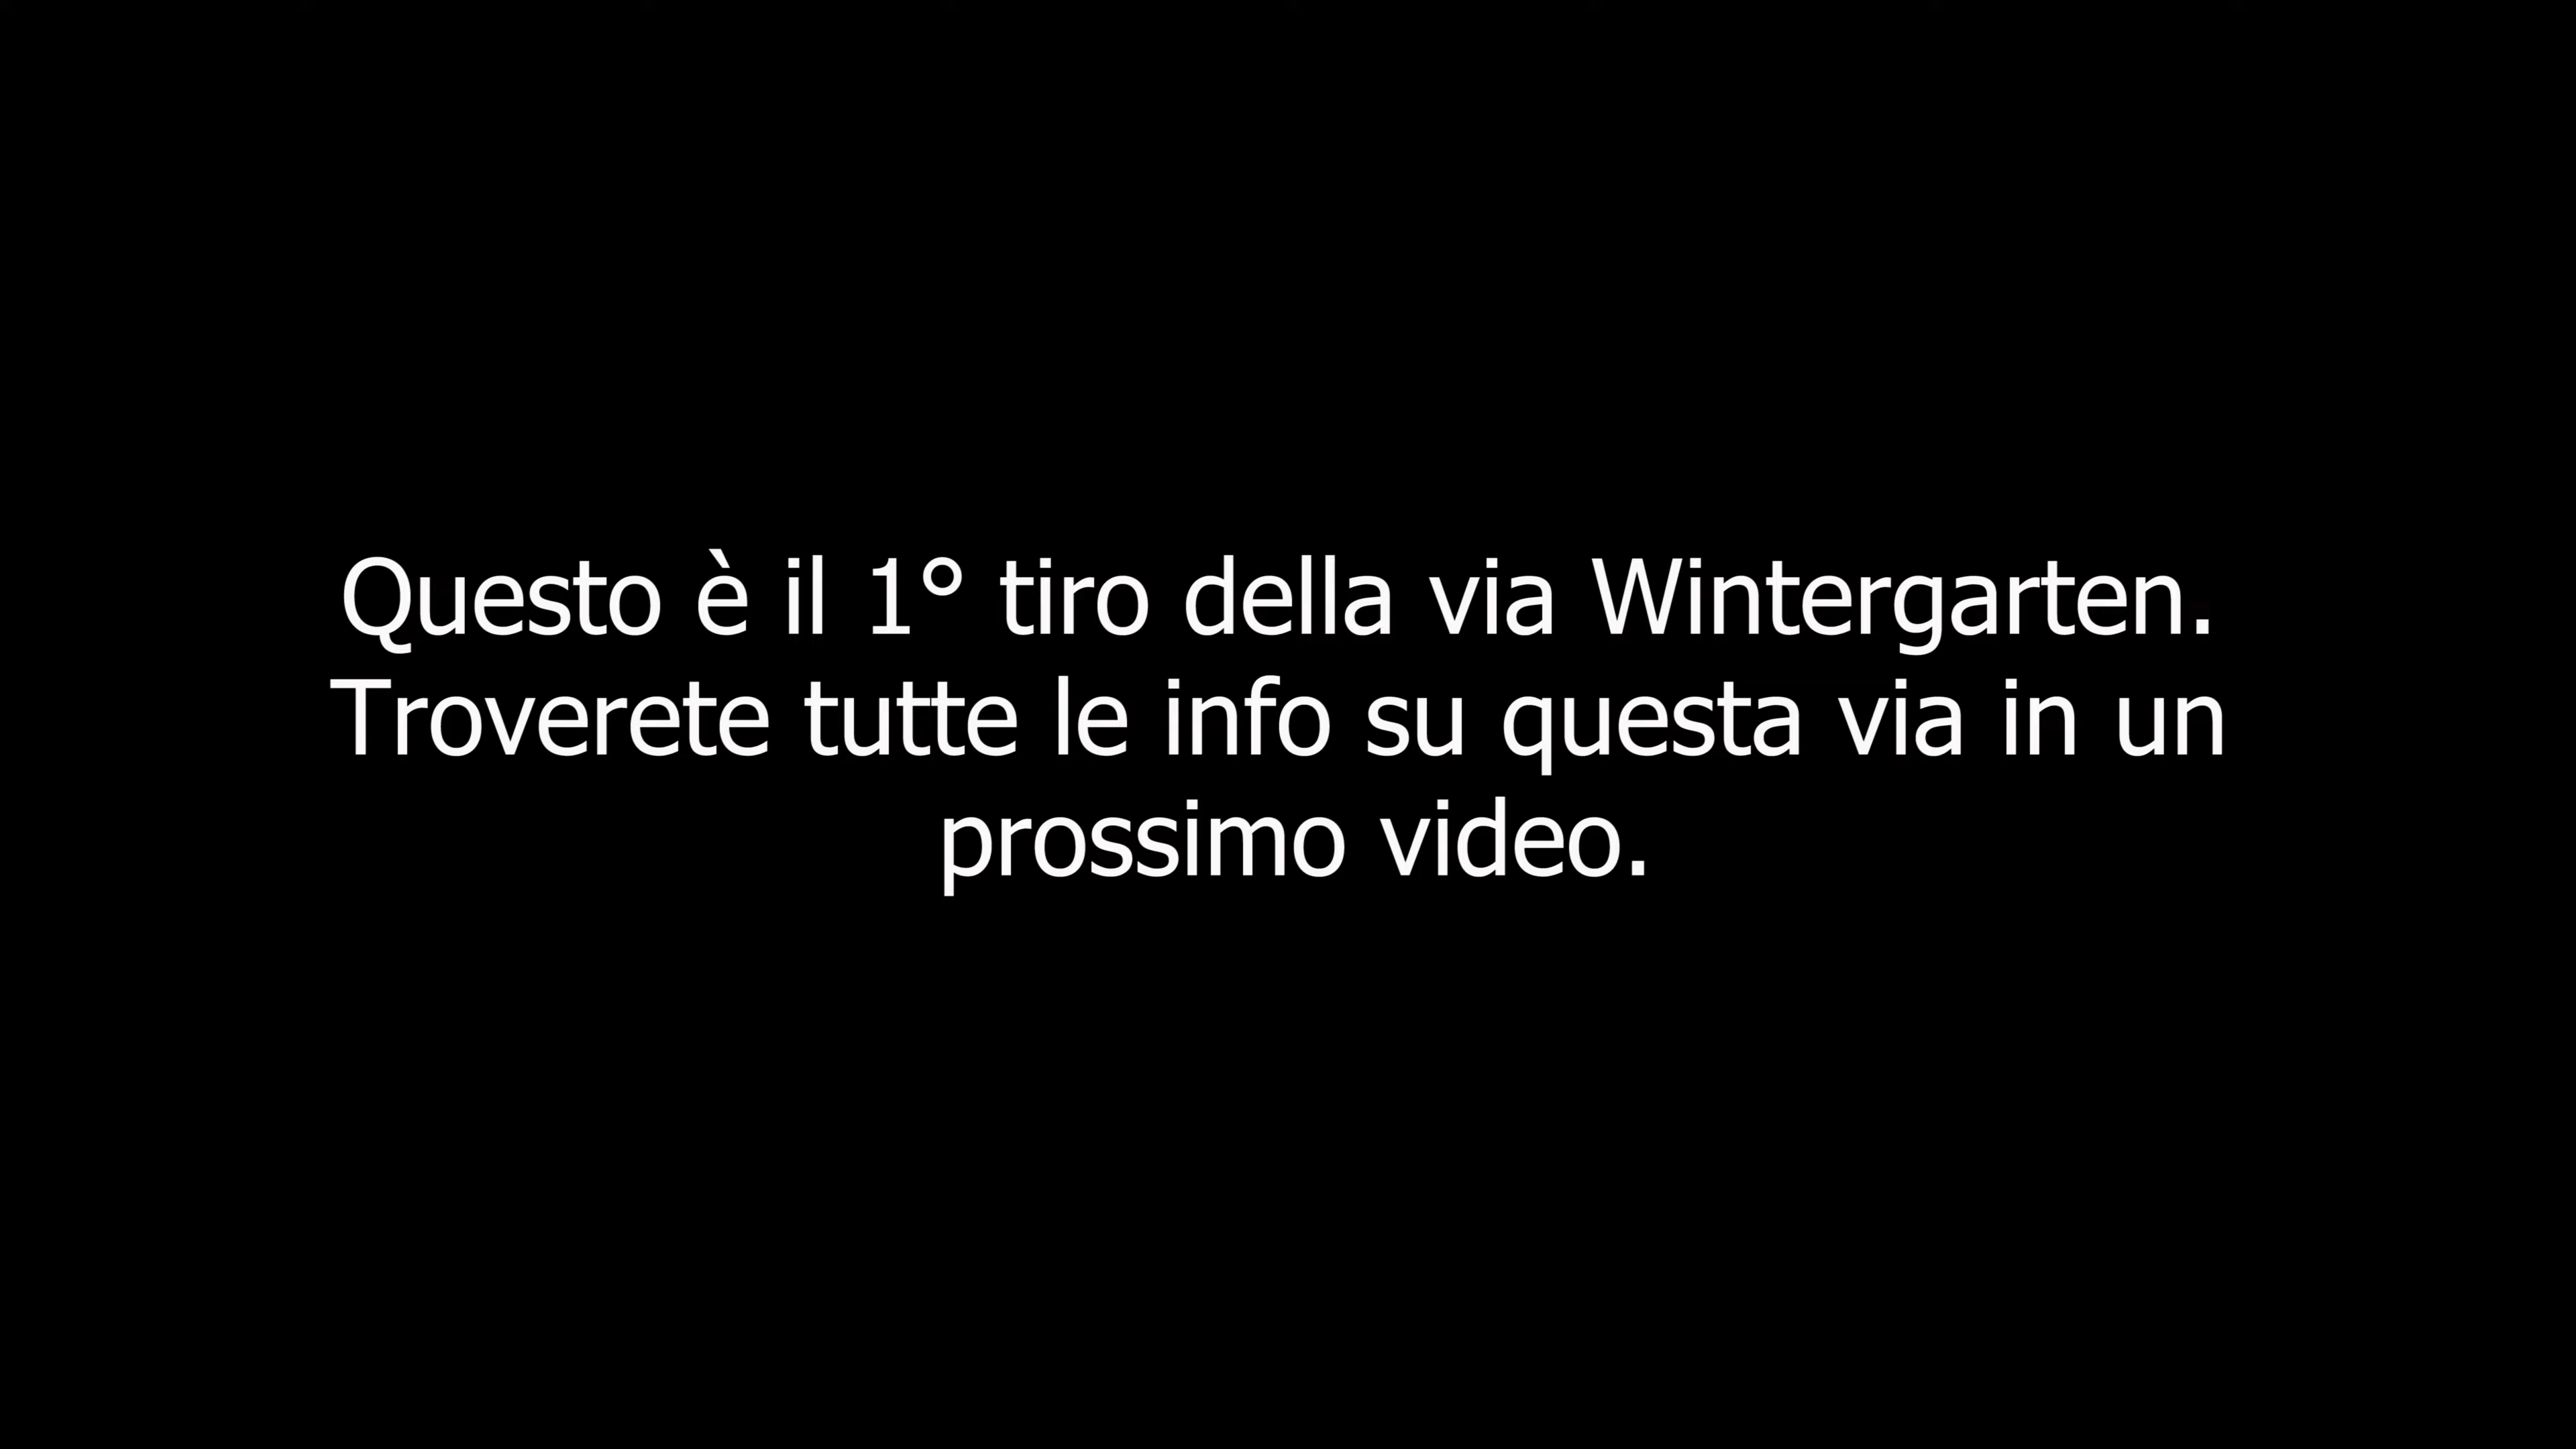 Questo è il 1° tiro della via Wintergarten.
Troverete tutte le info su questa via in un
prossimo video.